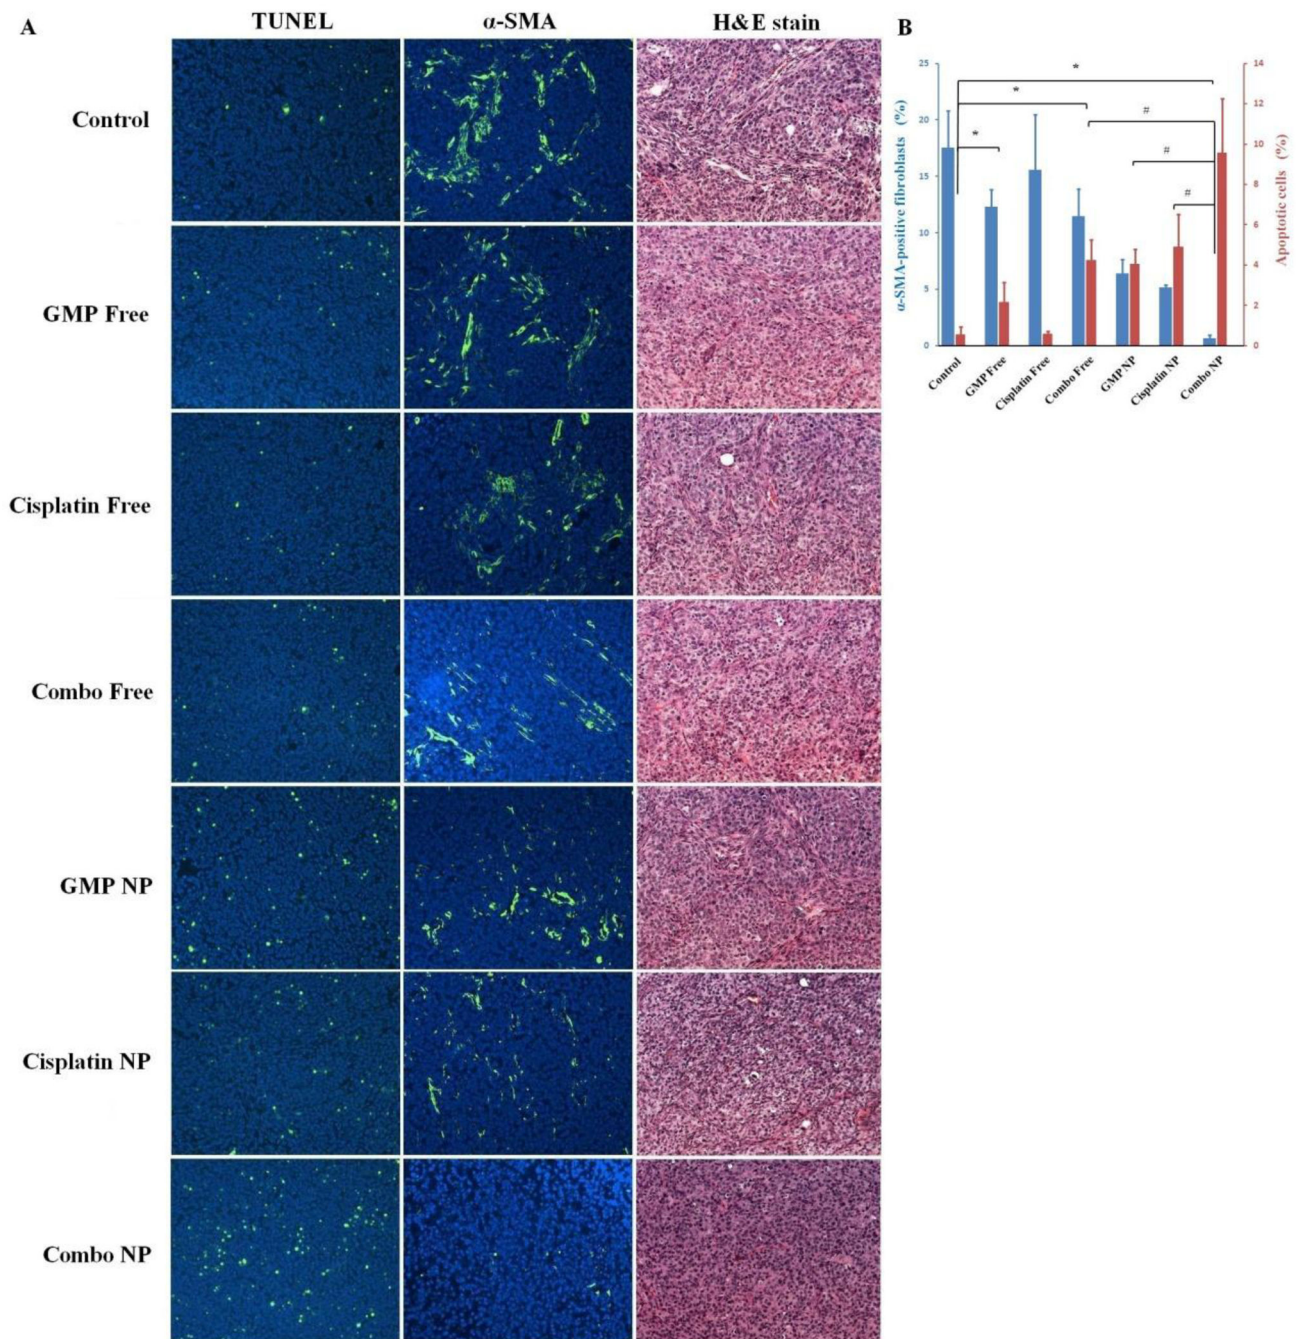 A
TUNEL
α-SMA
H&E stain
Control
GMP Free
Cisplatin Free
Combo Free
GMP NP
Cisplatin NP
Combo NP
B
α-SMA-positive fibroblasts (%)
25
20
15
10
5
0
*
*
*
#
#
#
14
12
10
8
6
4
2
0
Apoptotic cells (%)
Control
GMP Free
Cisplatin Free
Combo Free
GMP NP
Cisplatin NP
Combo NP